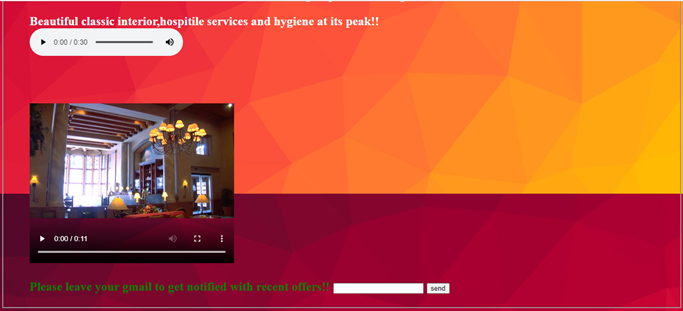 Beautiful classic interior,hospitile services and hygiene at its peak!!
0:00 / 0:30
0:00 / 0:11
Please leave your gmail to get notified with recent offers!! send